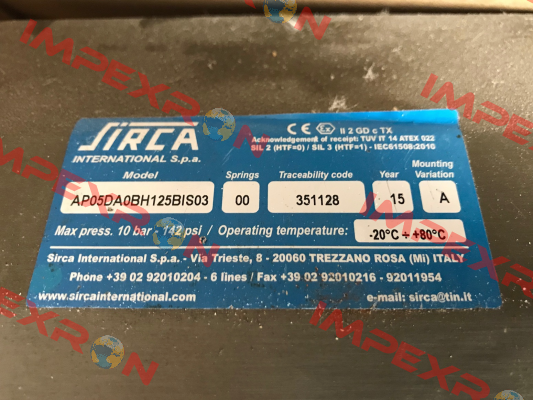 SIRCA
INTERNATIONAL S.p.a.
CE Ex II 2 GD c TX
Acknowledgement of receipt: TUV IT 14 ATEX 022
SIL 2 (HTF=0) / SIL 3 (HTF=1) - IEC61508:2010
Model Springs Traceability code Year Mounting Variation
AP05DA0BH125BIS03 00 351128 15 A
Max press. 10 bar - 142 psi / Operating temperature: -20°C ÷ +80°C
Sirca International S.p.a. - Via Trieste, 8 - 20060 TREZZANO ROSA (Mi) ITALY
Phone +39 02 92010204 - 6 lines / Fax +39 02 92010216 - 92011954
www.sircainternational.com e-mail: sirca@tin.it
IMPEXRON
IMPEXRON
IMPEXRON
IMPEXRON